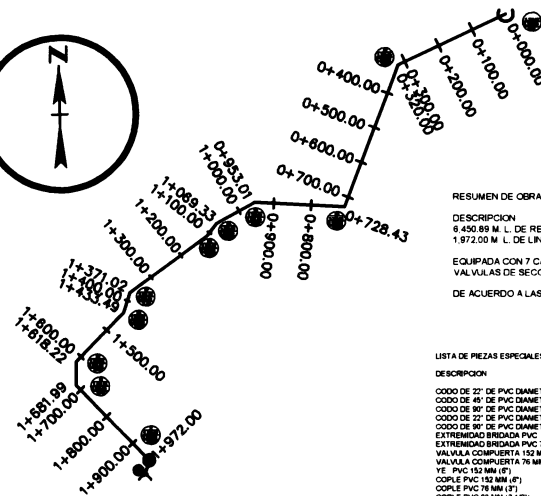 N
0+000.00
0+100.00
0+200.00
0+300.00
0+320.00
0+400.00
0+500.00
0+600.00
0+700.00
0+728.43
0+800.00
0+900.00
0+953.01
1+000.00
1+069.33
1+100.00
1+200.00
1+300.00
1+371.02
1+400.00
1+433.49
1+500.00
1+600.00
1+618.22
1+681.99
1+700.00
1+800.00
1+900.00
1+972.00
RESUMEN DE OBRA
DESCRIPCION
6,450.89 M. L. DE RE
1,972.00 M. L. DE LIN
EQUIPADA CON 7 CA
VALVULAS DE SECC
DE ACUERDO A LAS
LISTA DE PIEZAS ESPECIALES
DESCRIPCION
CODO DE 22° DE PVC DIAMET
CODO DE 45° DE PVC DIAMET
CODO DE 90° DE PVC DIAMET
CODO DE 22° DE PVC DIAMET
CODO DE 90° DE PVC DIAMET
EXTREMIDAD BRIDADA PVC
EXTREMIDAD BRIDADA PVC 7
VALVULA COMPUERTA 152 M
VALVULA COMPUERTA 76 MM
YE PVC 152 MM (6")
COPLE PVC 152 MM (6")
COPLE PVC 76 MM (3")